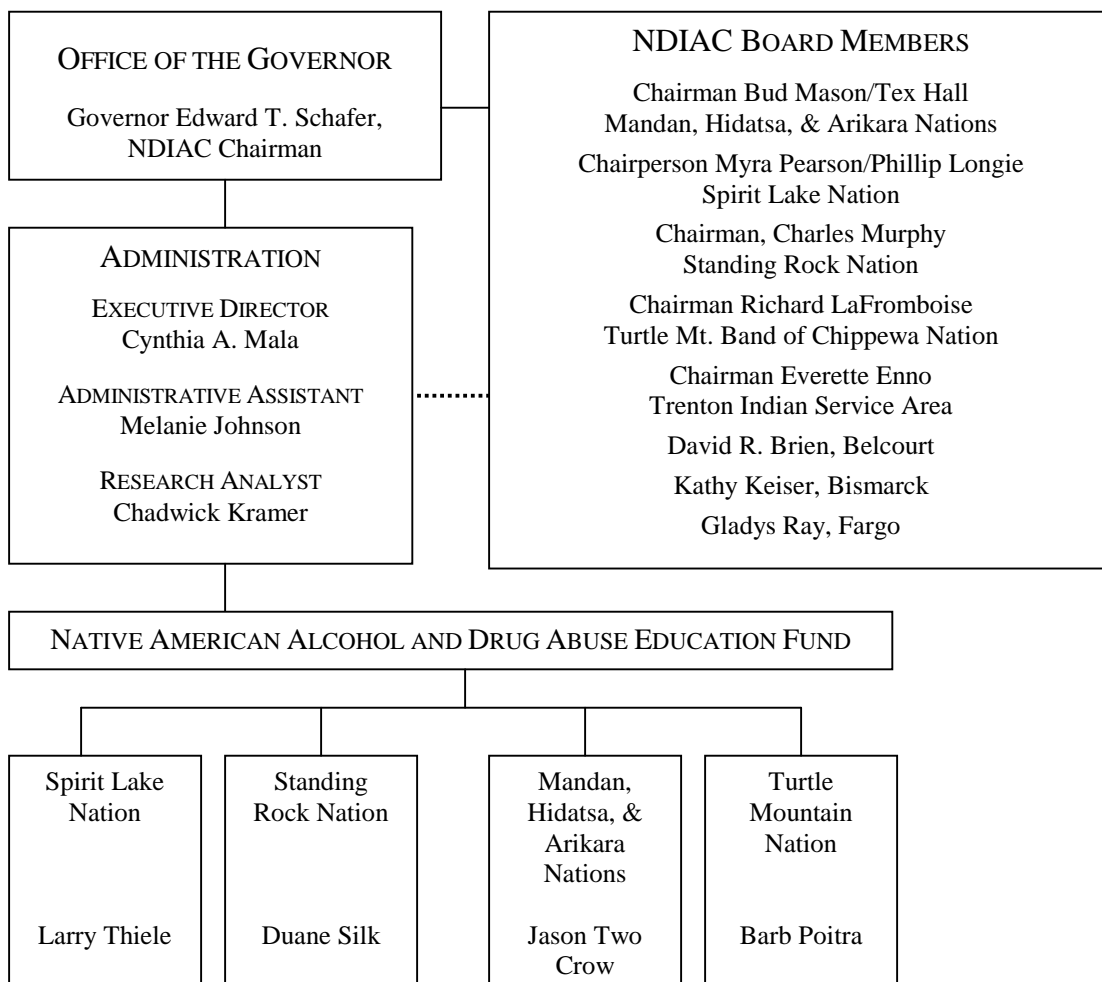 OFFICE OF THE GOVERNOR
Governor Edward T. Schafer,
NDIAC Chairman
NDIAC BOARD MEMBERS
Chairman Bud Mason/Tex Hall
Mandan, Hidatsa, & Arikara Nations
Chairperson Myra Pearson/Phillip Longie
Spirit Lake Nation
Chairman, Charles Murphy
Standing Rock Nation
Chairman Richard LaFromboise
Turtle Mt. Band of Chippewa Nation
Chairman Everette Enno
Trenton Indian Service Area
David R. Brien, Belcourt
Kathy Keiser, Bismarck
Gladys Ray, Fargo
ADMINISTRATION
EXECUTIVE DIRECTOR
Cynthia A. Mala
ADMINISTRATIVE ASSISTANT
Melanie Johnson
RESEARCH ANALYST
Chadwick Kramer
NATIVE AMERICAN ALCOHOL AND DRUG ABUSE EDUCATION FUND
Spirit Lake
Nation
Larry Thiele
Standing
Rock Nation
Duane Silk
Mandan,
Hidatsa, &
Arikara
Nations
Jason Two
Crow
Turtle
Mountain
Nation
Barb Poitra